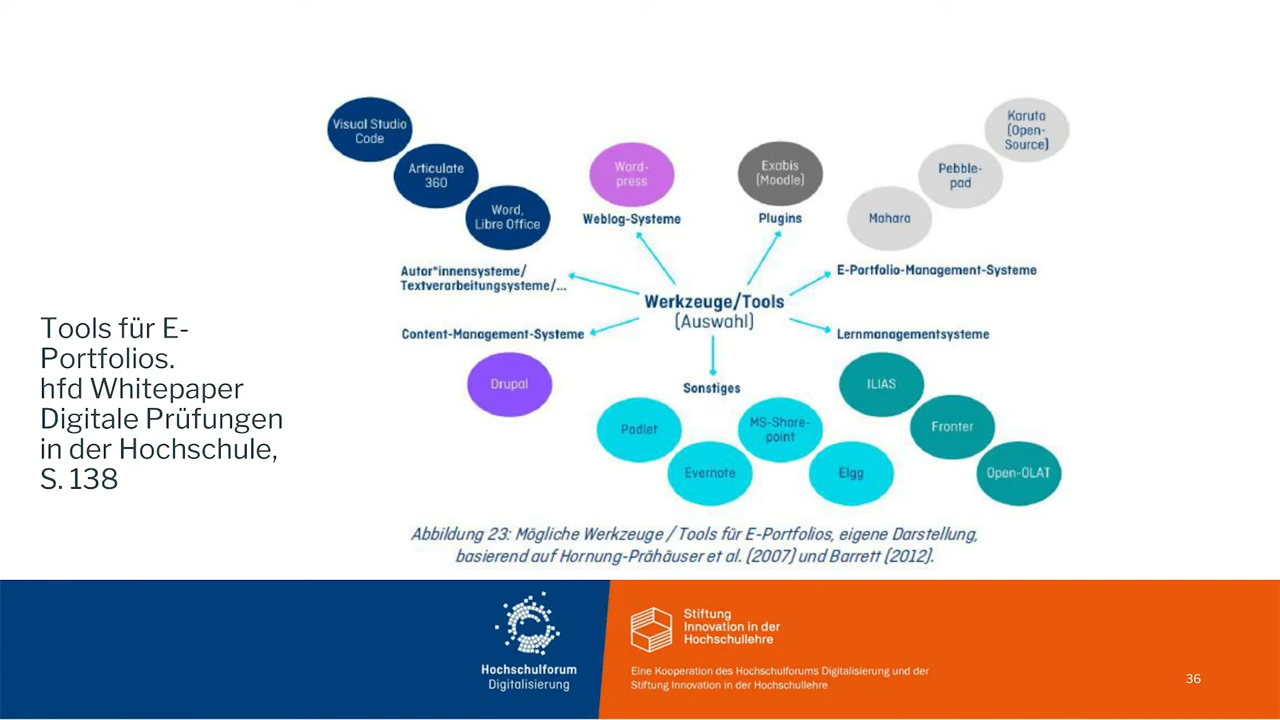 Tools für E-
Portfolios.
hfd Whitepaper
Digitale Prüfungen
in der Hochschule,
S. 138
Visual Studio
Code
Articulate
360
Word,
Libre Office
Autor*innensysteme/
Textverarbeitungsysteme/...
Word-
press
Weblog-Systeme
Exabis
(Moodle)
Plugins
Karuta
(Open-
Source)
Pebble-
pad
Mahara
E-Portfolio-Management-Systeme
Werkzeuge/Tools
(Auswahl)
Content-Management-Systeme
Drupal
Sonstiges
Padlet
Evernote
MS-Share-
point
Elgg
Lernmanagementsysteme
ILIAS
Fronter
Open-OLAT
Abbildung 23: Mögliche Werkzeuge / Tools für E-Portfolios, eigene Darstellung,
basierend auf Hornung-Prähäuser et al. (2007) und Barrett (2012).
Hochschulforum
Digitalisierung
Stiftung
Innovation in der
Hochschullehre
Eine Kooperation des Hochschulforums Digitalisierung und der
Stiftung Innovation in der Hochschullehre
36